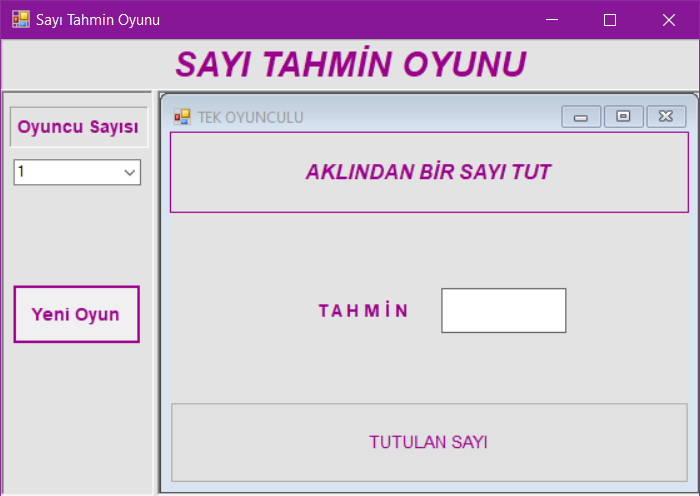 Sayı Tahmin Oyunu
SAYI TAHMİN OYUNU
Oyuncu Sayısı
1
Yeni Oyun
TEK OYUNCULU
AKLINDAN BİR SAYI TUT
TAHMİN
TUTULAN SAYI